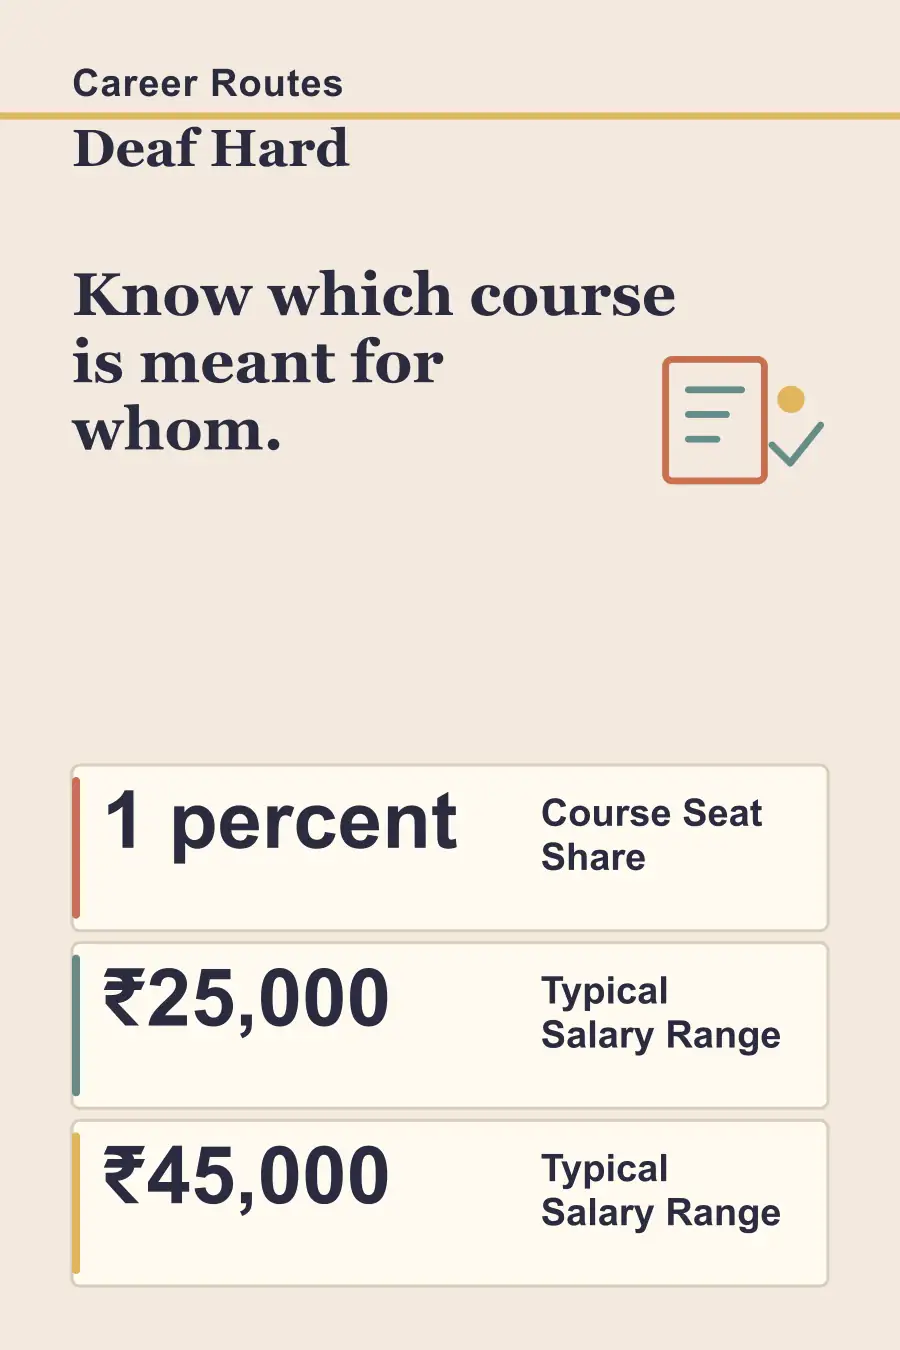 Career Routes
Deaf Hard
Know which course
is meant for
whom.
1 percent
Course Seat
Share
₹25,000
Typical
Salary Range
₹45,000
Typical
Salary Range